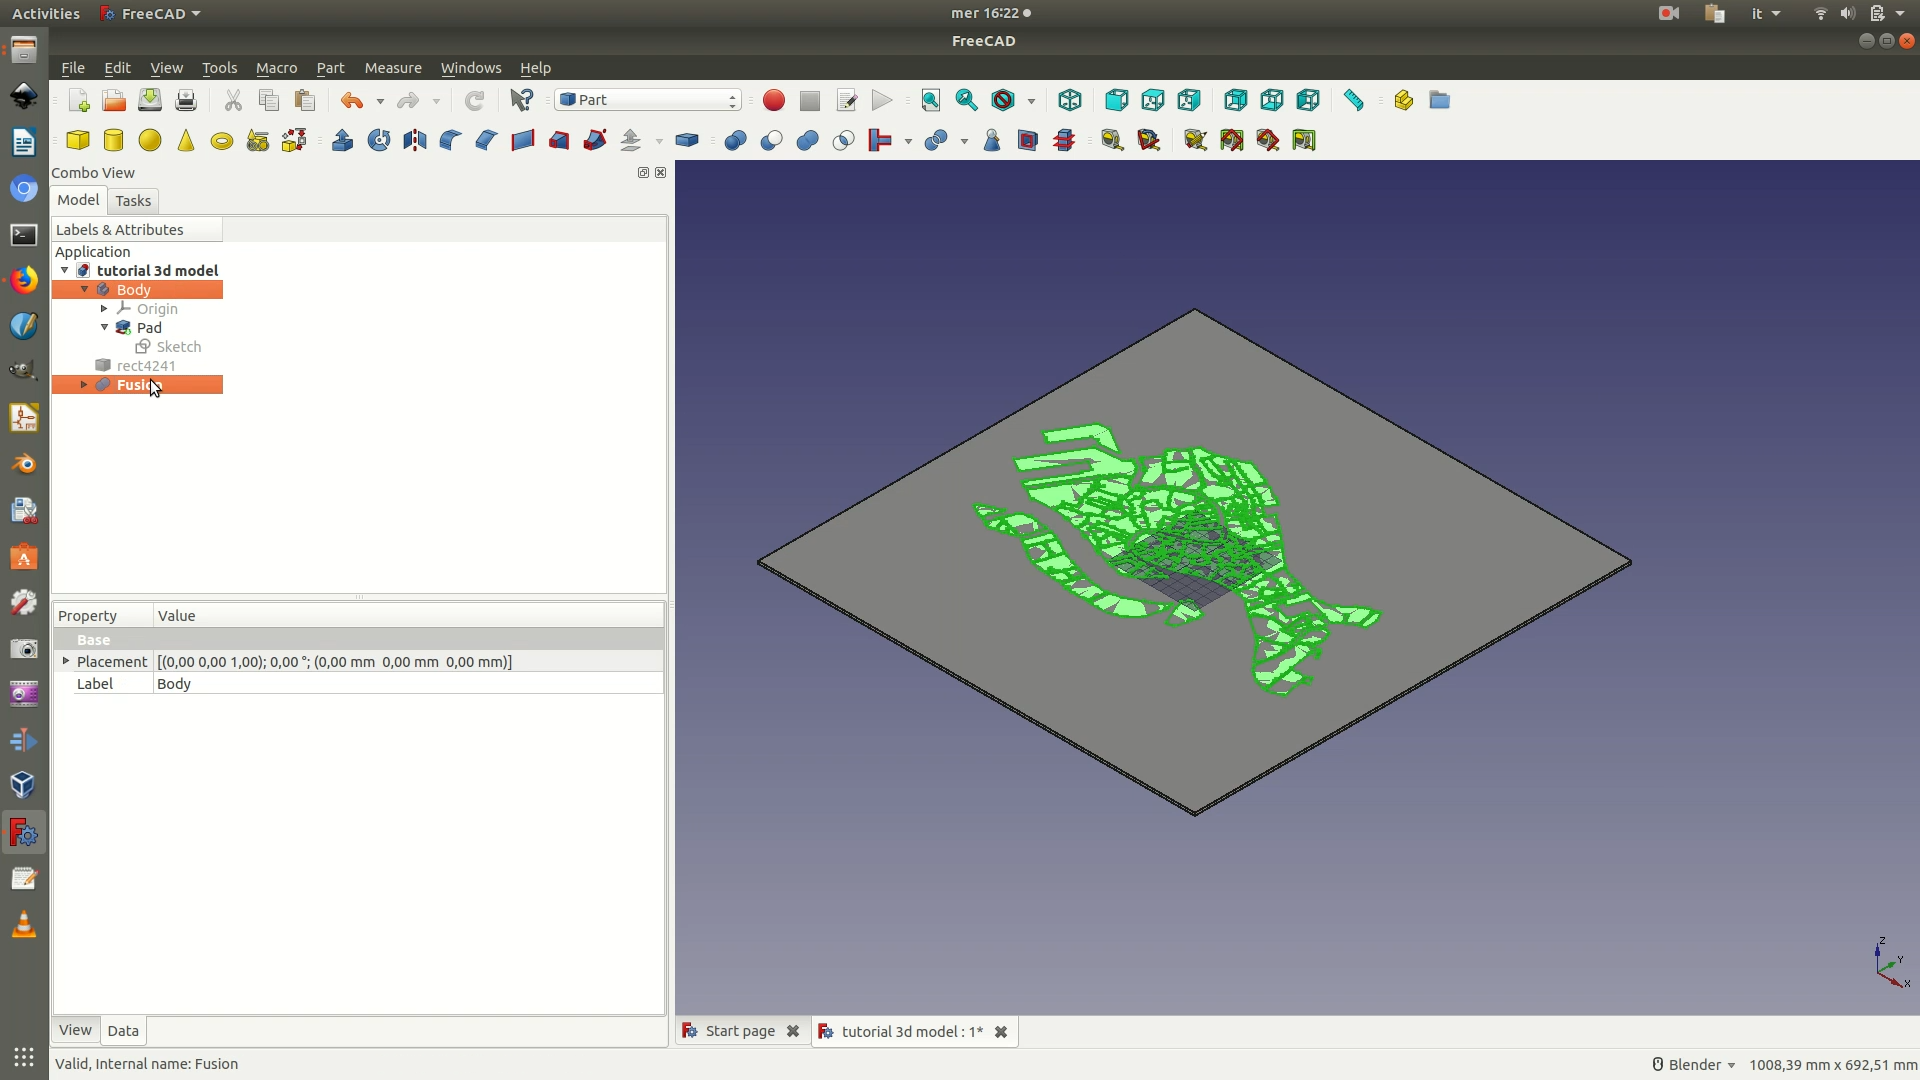 Activities FreeCAD mer 16:22 it
FreeCAD
File Edit View Tools Macro Part Measure Windows Help
Part
Combo View
Model Tasks
Labels & Attributes
Application
tutorial 3d model
Body
Origin
Pad
Sketch
rect4241
Fusion
Property Value
Base
Placement [(0,00 0,00 1,00); 0,00 °; (0,00 mm 0,00 mm 0,00 mm)]
Label Body
Z
Y
X
View Data
Start page tutorial 3d model : 1*
Valid, Internal name: Fusion Blender 1008,39 mm x 692,51 mm